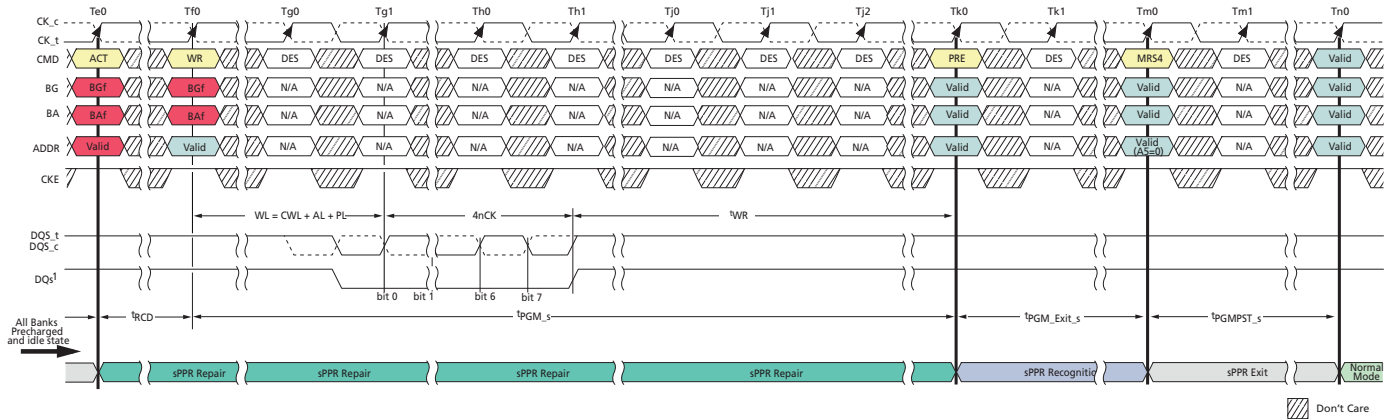 Te0 Tf0 Tg0 Tg1 Th0 Th1 Tj0 Tj1 Tj2 Tk0 Tk1 Tm0 Tm1 Tn0
CK_c
CK_t
CMD ACT WR DES DES DES DES DES DES DES PRE DES MRS4 DES Valid
BG BGf BGf N/A N/A N/A N/A N/A N/A N/A Valid N/A Valid N/A Valid
BA BAf BAf N/A N/A N/A N/A N/A N/A N/A Valid N/A Valid N/A Valid
ADDR Valid Valid N/A N/A N/A N/A N/A N/A N/A Valid N/A Valid (A5=0) N/A Valid
CKE
WL = CWL + AL + PL 4nCK tWR
DQS_t
DQS_c
DQs1
bit 0 bit 1 bit 6 bit 7
All Banks
Precharged
and idle state
tRCD tPGM_s tPGM_Exit_s tPGMPST_s
sPPR Repair sPPR Repair sPPR Repair sPPR Repair sPPR Recognitic sPPR Exit Normal
Mode
Don't Care